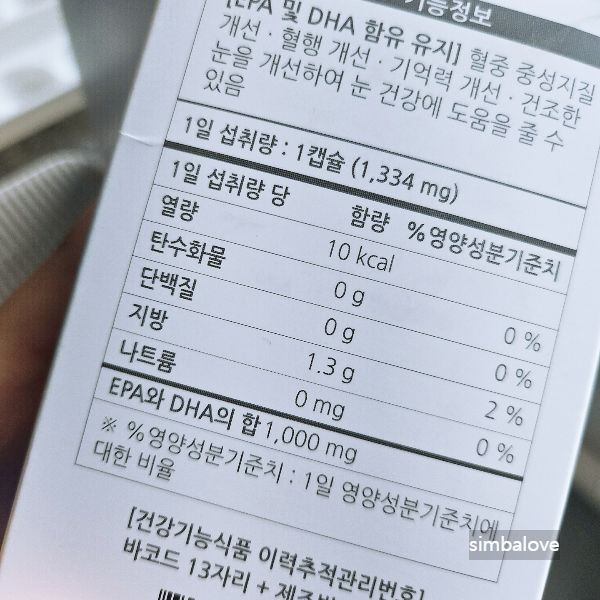 기능정보
[EPA 및 DHA 함유 유지] 혈중 중성지질
개선 · 혈행 개선 · 기억력 개선 · 건조한
눈을 개선하여 눈 건강에 도움을 줄 수
있음
1일 섭취량 : 1캡슐 (1,334 mg)
1일 섭취량 당 함량 %영양성분기준치
열량 10 kcal
탄수화물 0 g 0 %
단백질 0 g 0 %
지방 1.3 g 2 %
나트륨 0 mg 0 %
EPA와 DHA의 합 1,000 mg
※ %영양성분기준치 : 1일 영양성분기준치에
대한 비율
[건강기능식품 이력추적관리번호]
바코드 13자리 +
simbalove